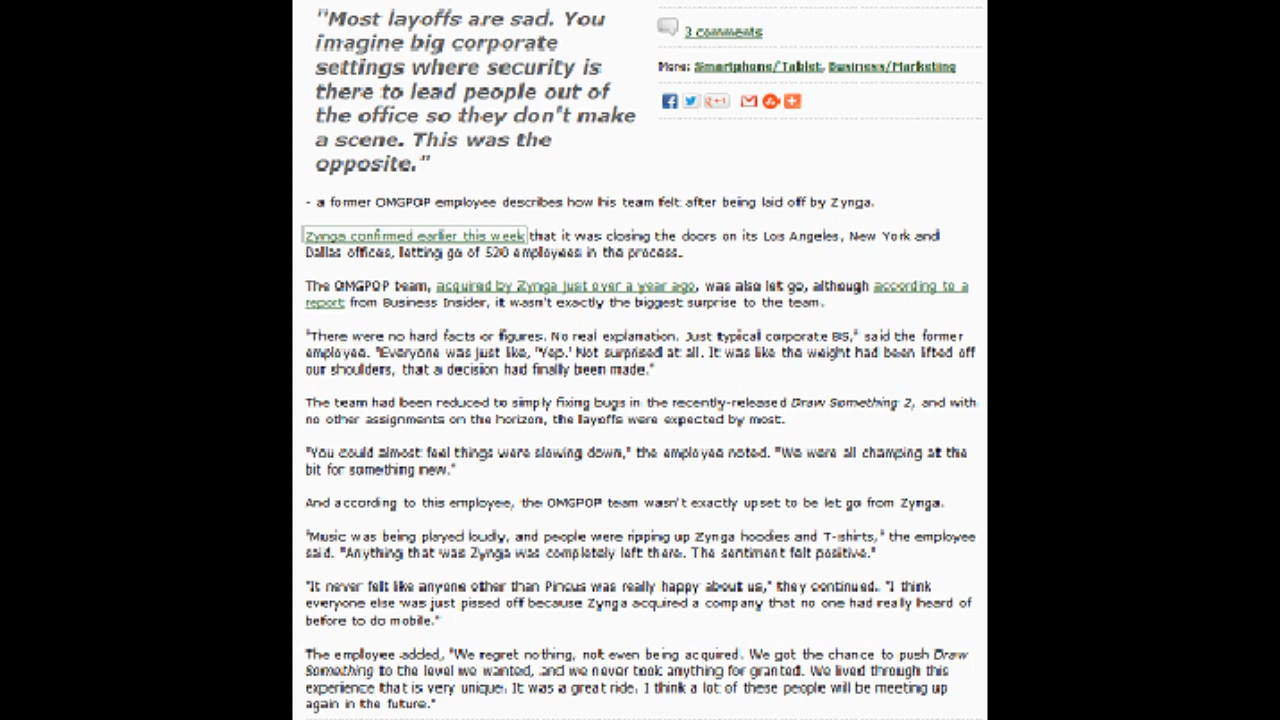 "Most layoffs are sad. You
imagine big corporate
settings where security is
there to lead people out of
the office so they don't make
a scene. This was the
opposite."
3 comments
More: Smartphone/Tablet, Business/Marketing
g+1
- a former OMGPOP employee describes how his team felt after being laid off by Zynga.
Zynga confirmed earlier this week that it was closing the doors on its Los Angeles, New York and
Dallas offices, letting go of 520 employees in the process.
The OMGPOP team, acquired by Zynga just over a year ago, was also let go, although according to a
report from Business Insider, it wasn't exactly the biggest surprise to the team.
"There were no hard facts or figures. No real explanation. Just typical corporate BS," said the former
employee. "Everyone was just like, 'Yep.' Not surprised at all. It was like the weight had been lifted off
our shoulders, that a decision had finally been made."
The team had been reduced to simply fixing bugs in the recently-released Draw Something 2, and with
no other assignments on the horizon, the layoffs were expected by most.
"You could almost feel things were slowing down," the employee noted. "We were all champing at the
bit for something new."
And according to this employee, the OMGPOP team wasn't exactly upset to be let go from Zynga.
"Music was being played loudly, and people were ripping up Zynga hoodies and T-shirts," the employee
said. "Anything that was Zynga was completely left there. The sentiment felt positive."
"It never felt like anyone other than Pincus was really happy about us," they continued. "I think
everyone else was just pissed off because Zynga acquired a company that no one had really heard of
before to do mobile."
The employee added, "We regret nothing, not even being acquired. We got the chance to push Draw
Something to the level we wanted, and we never took anything for granted. We lived through this
experience that is very unique. It was a great ride. I think a lot of these people will be meeting up
again in the future."